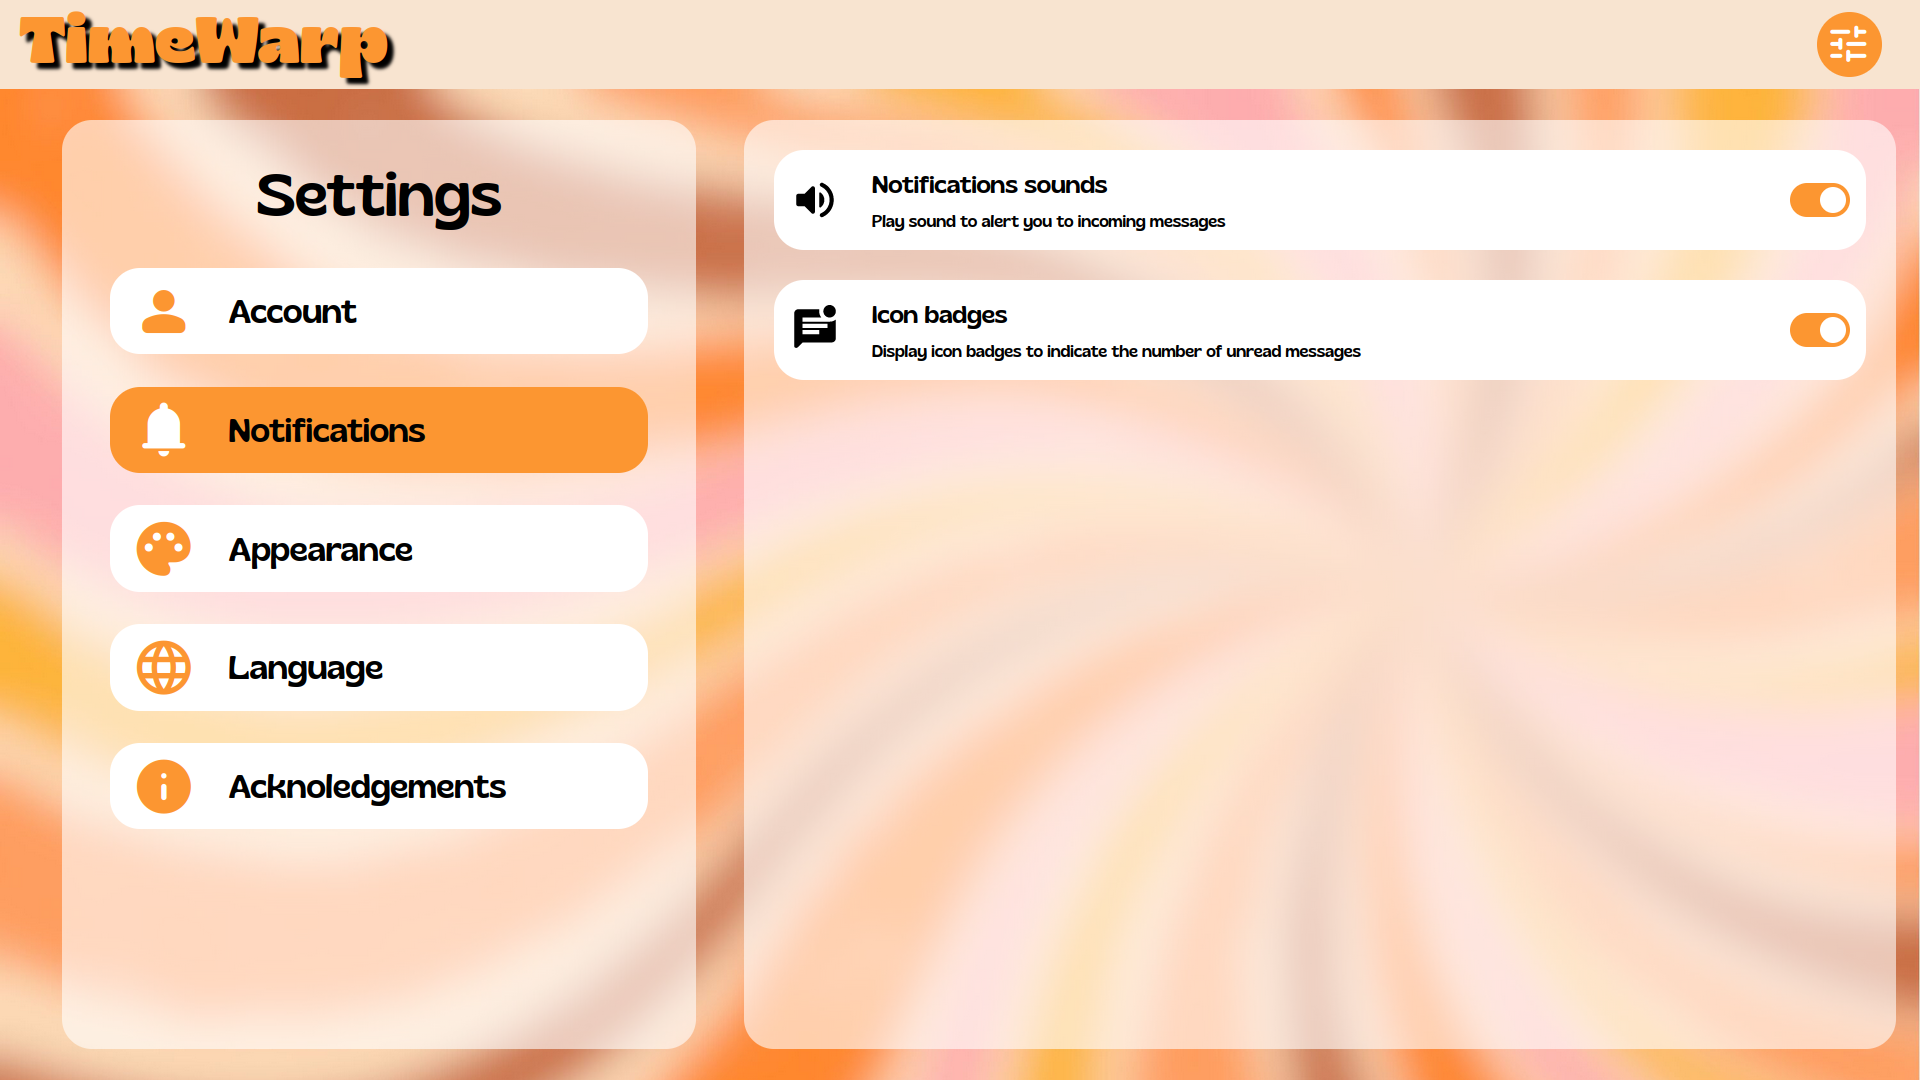 TimeWarp
Settings
Account
Notifications
Appearance
Language
Acknoledgements
Notifications sounds
Play sound to alert you to incoming messages
Icon badges
Display icon badges to indicate the number of unread messages